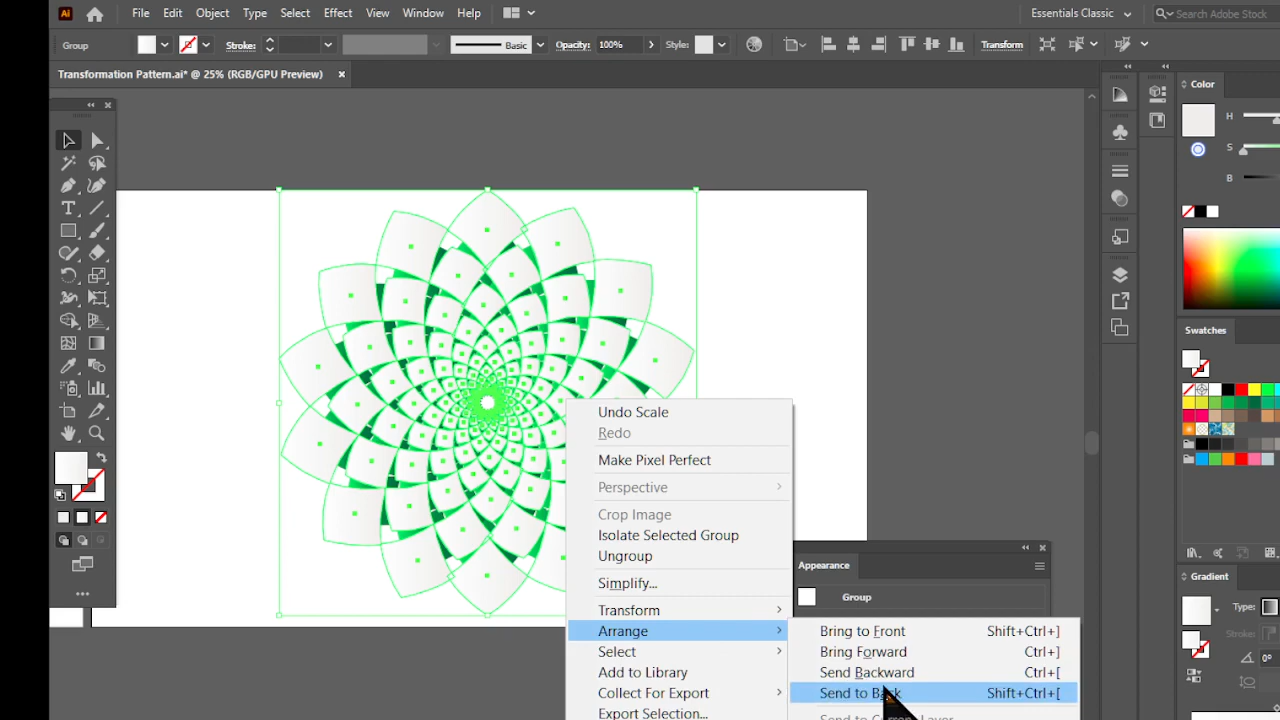 Ai File Edit Object Type Select Effect View Window Help Essentials Classic Search Adobe Stock
Group Stroke: Basic Opacity: 100% Style: Transform
Transformation Pattern.ai* @ 25% (RGB/GPU Preview)
Color
H
S
B
Swatches
Undo Scale
Redo
Make Pixel Perfect
Perspective
Crop Image
Isolate Selected Group
Ungroup
Simplify...
Transform
Arrange
Select
Add to Library
Collect For Export
Export Selection...
Appearance
Group
Bring to Front Shift+Ctrl+]
Bring Forward Ctrl+]
Send Backward Ctrl+[
Send to Back Shift+Ctrl+[
Gradient
Type:
Stroke:
0°